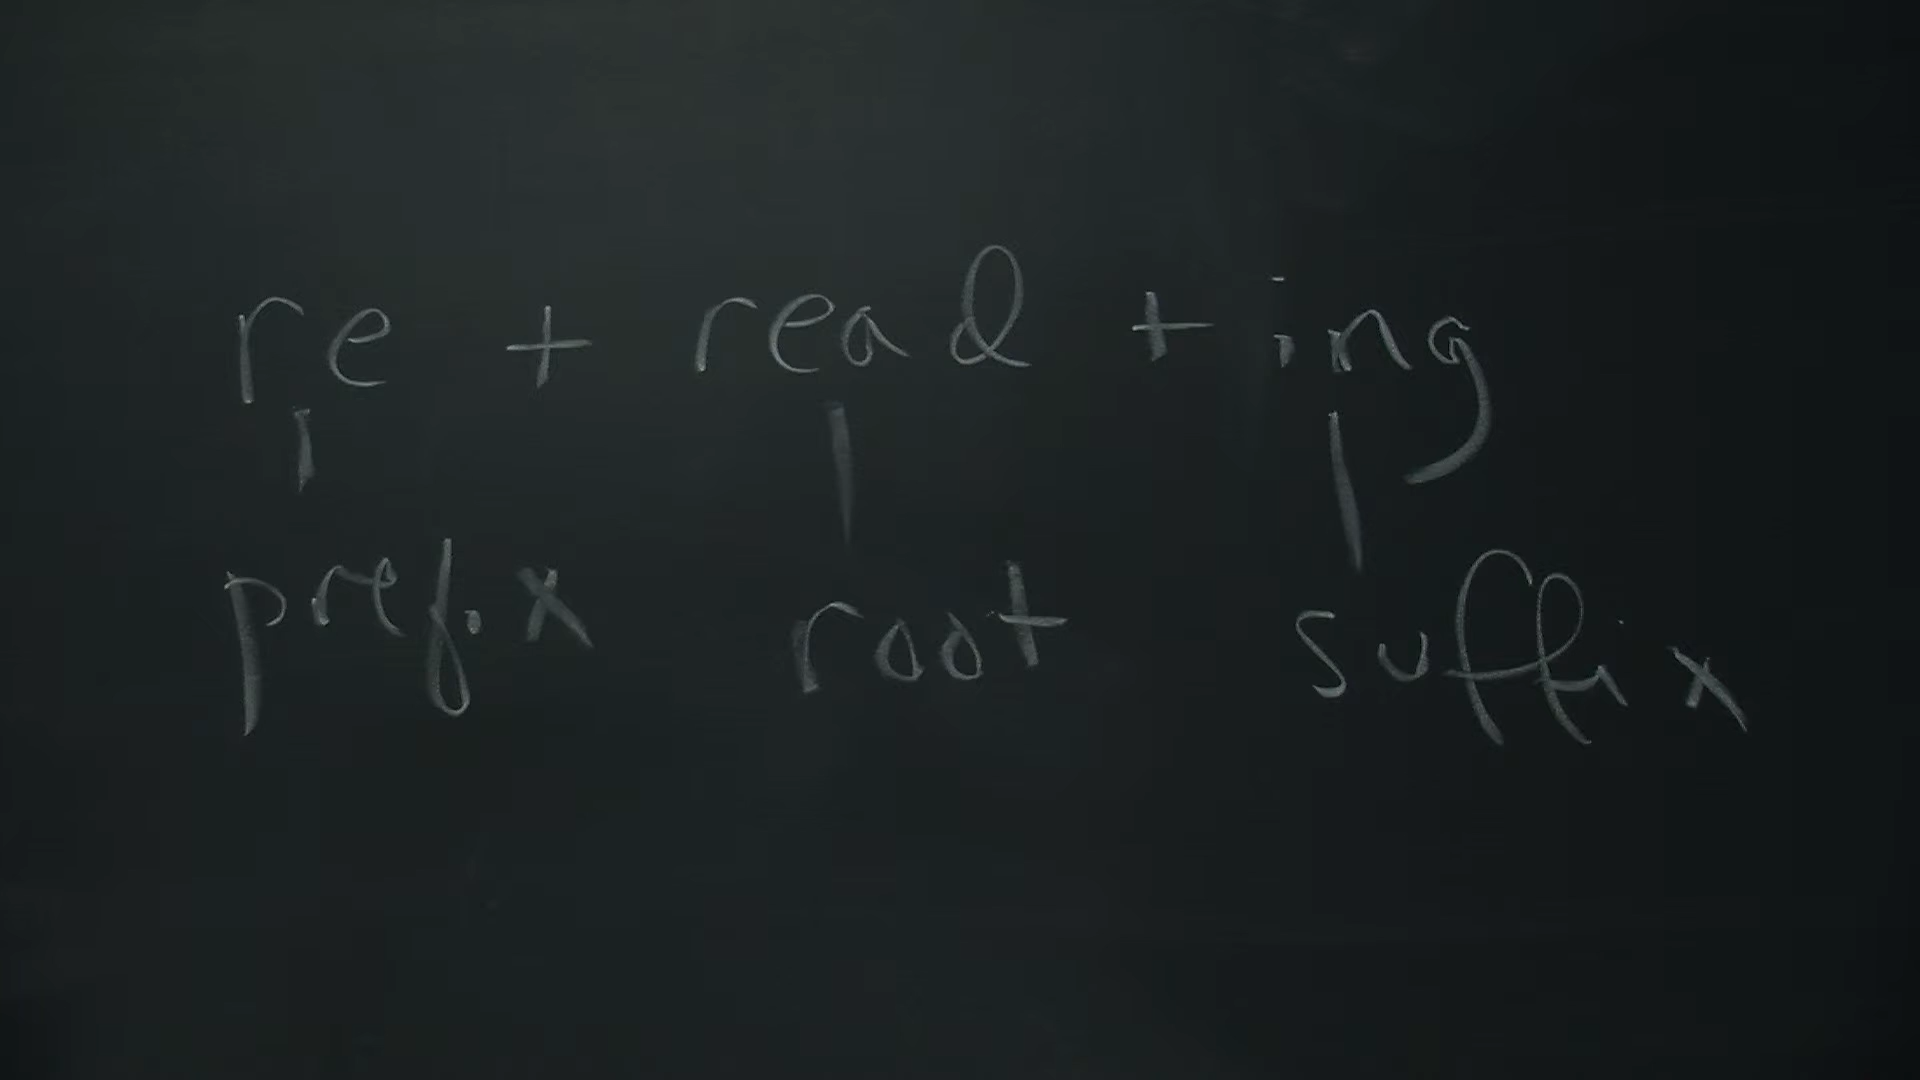 re + read + ing
prefix root suffix